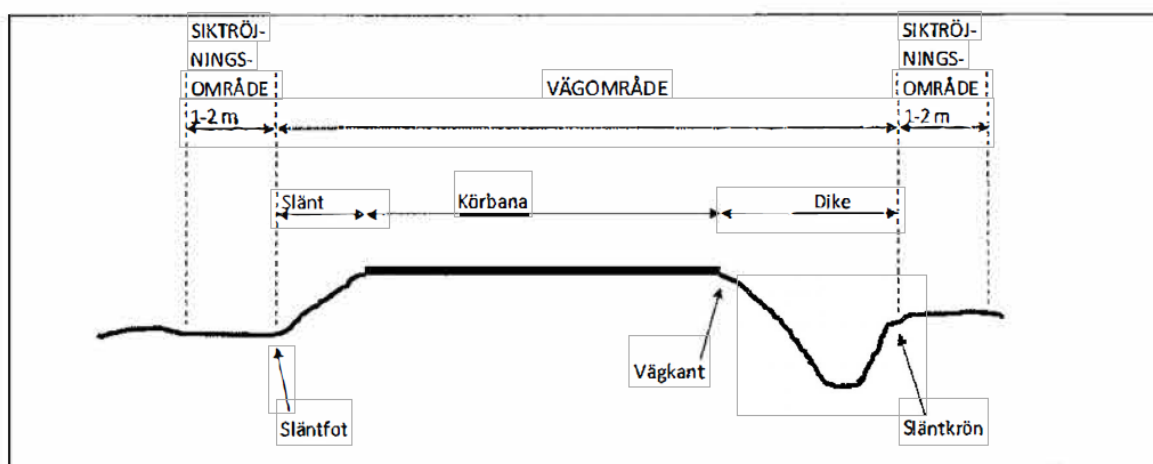 SIKTRÖJ-
NINGS-
OMRÅDE
1-2 m
VÄGOMRÅDE
SIKTRÖJ-
NINGS-
OMRÅDE
1-2 m
Slänt
Körbana
Dike
Vägkant
Släntfot
Släntkrön